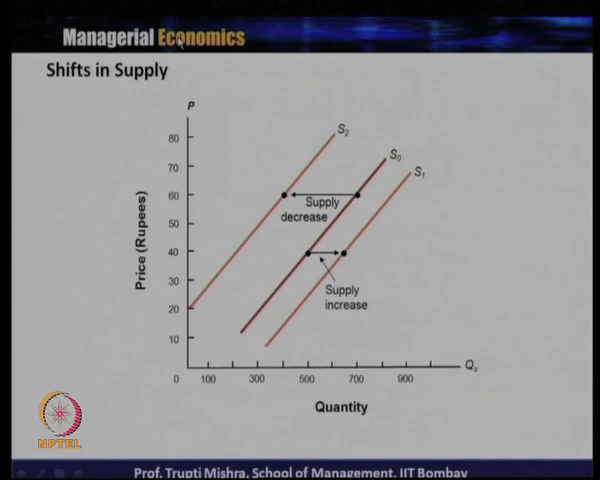 Managerial Economics
Shifts in Supply
P
S2
80
S0
70
S1
60
Supply
decrease
50
Price (Rupees)
40
30
Supply
increase
20
10
Qs
0 100 300 500 700 900
Quantity
NPTEL
Prof. Trupti Mishra, School of Management, IIT Bombay